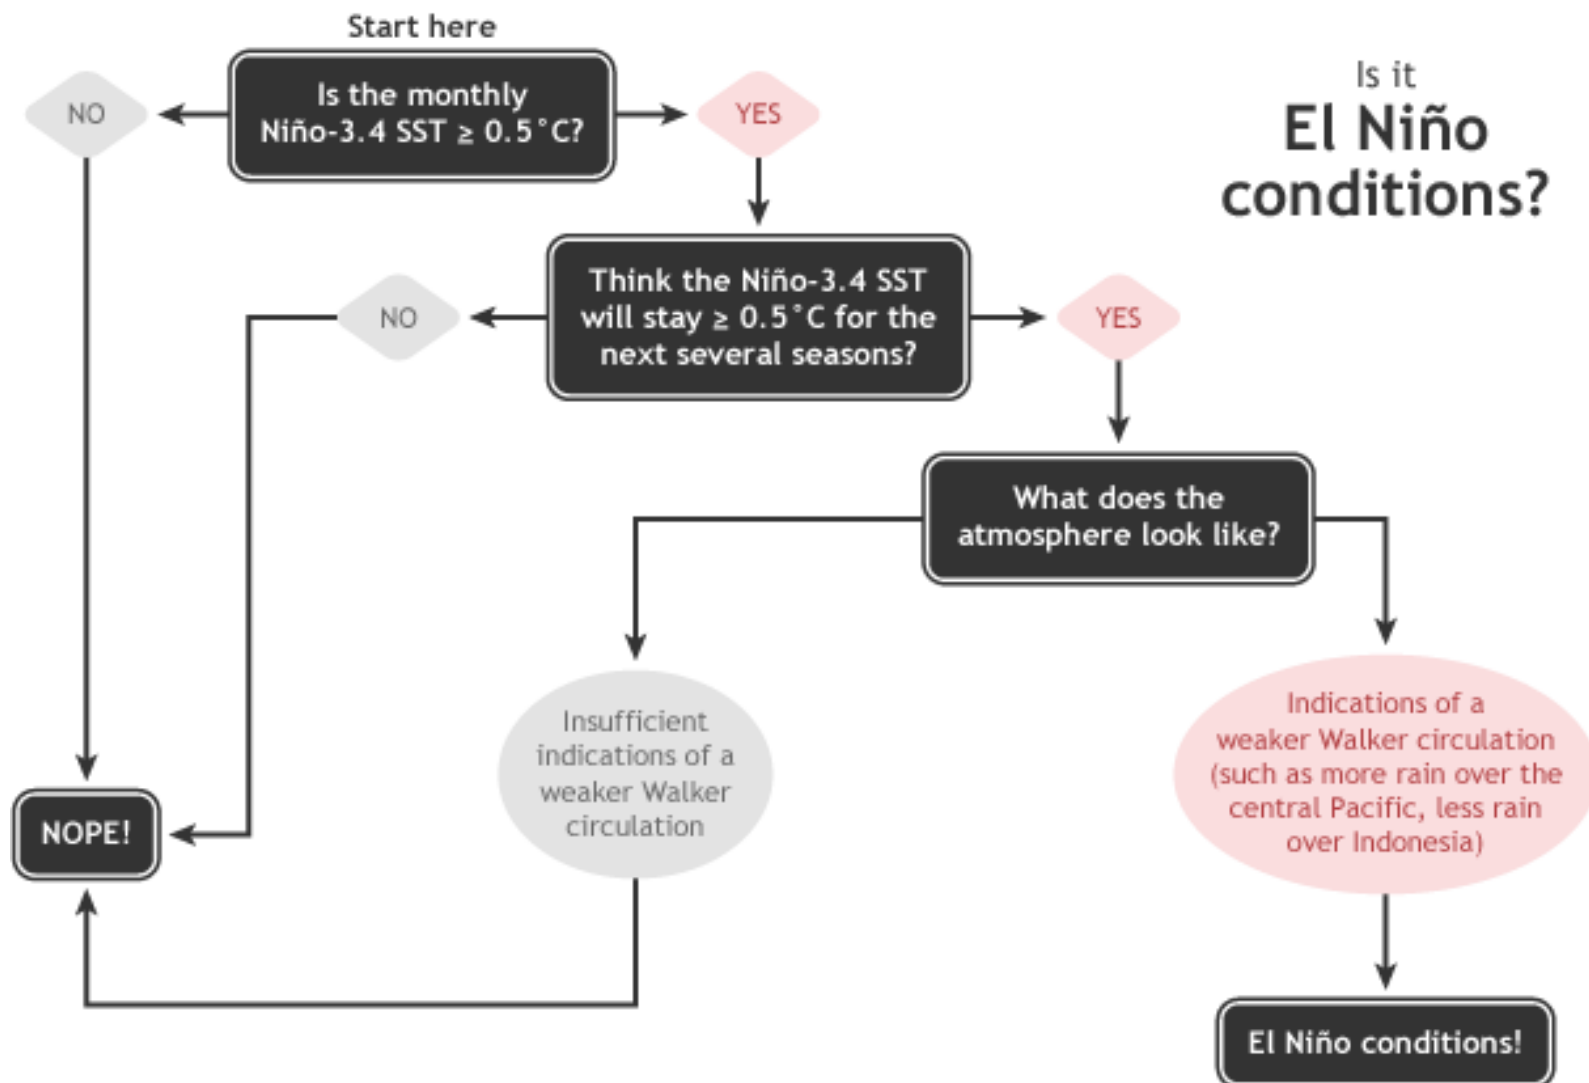 Start here
Is it
El Niño
conditions?
NO
Is the monthly
Niño-3.4 SST ≥ 0.5°C?
YES
NO
Think the Niño-3.4 SST
will stay ≥ 0.5°C for the
next several seasons?
YES
What does the
atmosphere look like?
Insufficient
indications of a
weaker Walker
circulation
Indications of a
weaker Walker circulation
(such as more rain over the
central Pacific, less rain
over Indonesia)
NOPE!
El Niño conditions!